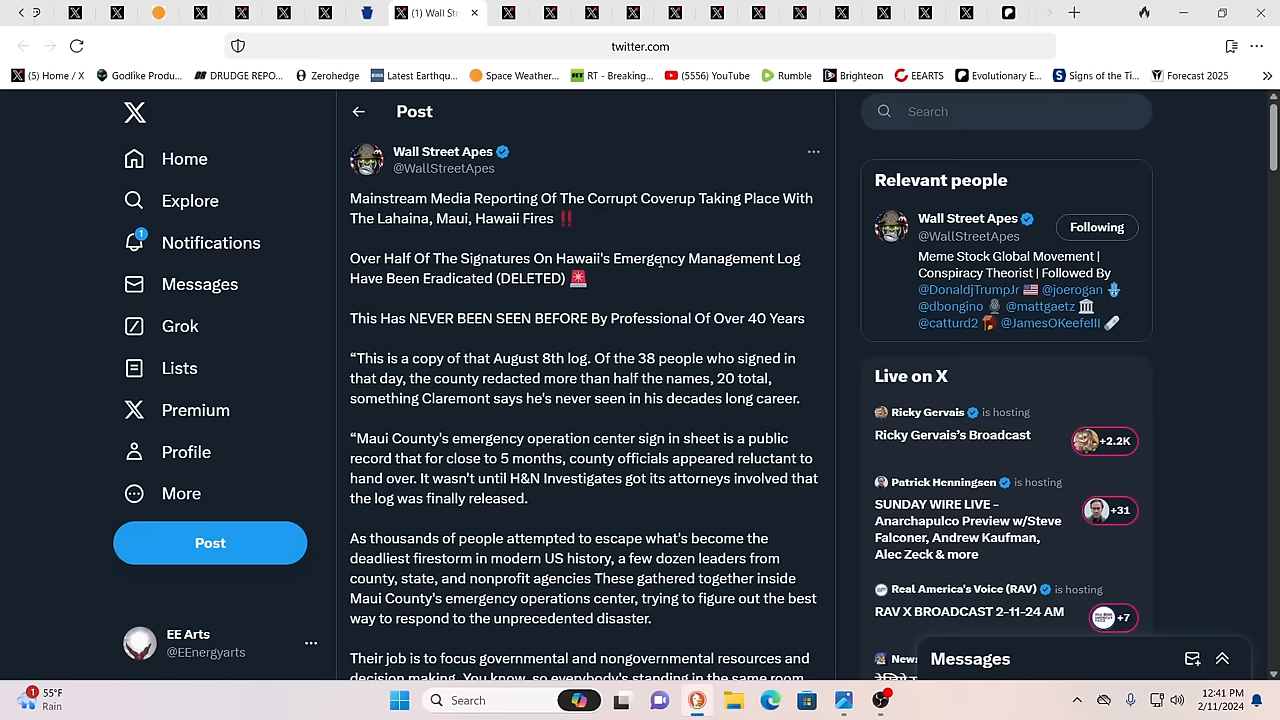 (1) Wall St
twitter.com
(5) Home / X
Godlike Produ...
DRUDGE REPO...
Zerohedge
Latest Earthqu...
Space Weather...
RT - Breaking...
(5556) YouTube
Rumble
Brighteon
EEARTS
Evolutionary E...
Signs of the Ti...
Forecast 2025
Home
Explore
1
Notifications
Messages
Grok
Lists
Premium
Profile
More
Post
EE Arts
@EEnergyarts
Post
Wall Street Apes
@WallStreetApes
Mainstream Media Reporting Of The Corrupt Coverup Taking Place With
The Lahaina, Maui, Hawaii Fires ‼️
Over Half Of The Signatures On Hawaii's Emergency Management Log
Have Been Eradicated (DELETED) 🚨
This Has NEVER BEEN SEEN BEFORE By Professional Of Over 40 Years
“This is a copy of that August 8th log. Of the 38 people who signed in
that day, the county redacted more than half the names, 20 total,
something Claremont says he's never seen in his decades long career.
“Maui County's emergency operation center sign in sheet is a public
record that for close to 5 months, county officials appeared reluctant to
hand over. It wasn't until H&N Investigates got its attorneys involved that
the log was finally released.
As thousands of people attempted to escape what's become the
deadliest firestorm in modern US history, a few dozen leaders from
county, state, and nonprofit agencies These gathered together inside
Maui County's emergency operations center, trying to figure out the best
way to respond to the unprecedented disaster.
Their job is to focus governmental and nongovernmental resources and
decision making. You know, so everybody's standing in the same room
Search
Relevant people
Wall Street Apes
@WallStreetApes
Following
Meme Stock Global Movement |
Conspiracy Theorist | Followed By
@DonaldjTrumpJr 🇺🇸 @joerogan
@dbongino 🎙️ @mattgaetz 🏛️
@catturd2 @JamesOKeefeIII
Live on X
Ricky Gervais is hosting
Ricky Gervais’s Broadcast
+2.2K
Patrick Henningsen is hosting
SUNDAY WIRE LIVE –
Anarchapulco Preview w/Steve
Falconer, Andrew Kaufman,
Alec Zeck & more
+31
Real America's Voice (RAV) is hosting
RAV X BROADCAST 2-11-24 AM
+7
News
Messages
1
55°F
Rain
Search
12:41 PM
2/11/2024